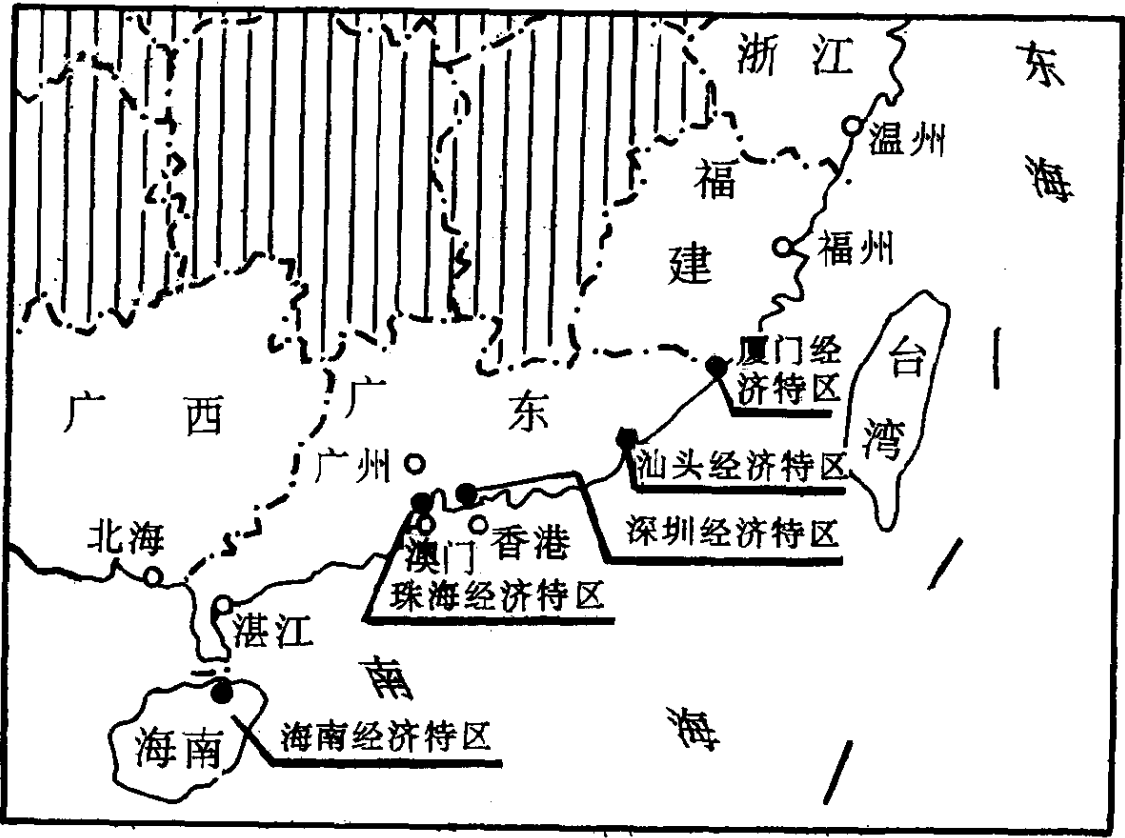 浙江
东海
温州
福建
福州
厦门经
济特区
台湾
广西
广东
广州
汕头经济特区
深圳经济特区
香港
澳门
珠海经济特区
北海
湛江
南海
海南
海南经济特区